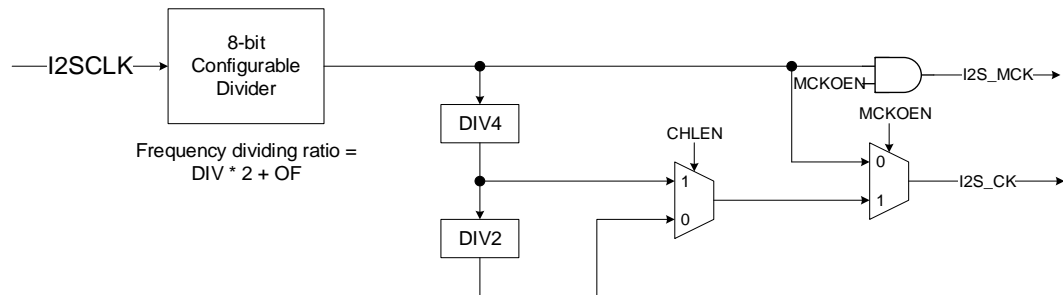 I2SCLK
8-bit
Configurable
Divider
Frequency dividing ratio =
DIV * 2 + OF
DIV4
DIV2
CHLEN
1
0
MCKOEN
I2S_MCK
MCKOEN
0
1
I2S_CK